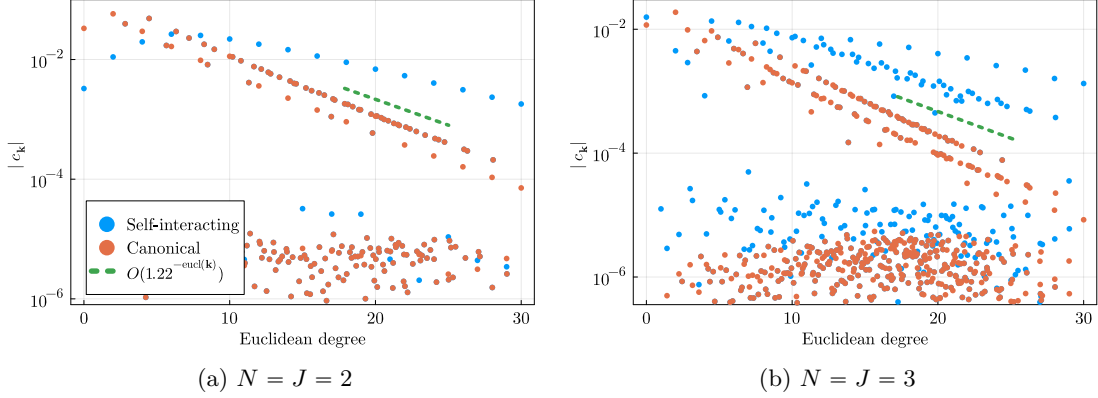 10^{-2}
10^{-4}
10^{-6}
|c_k|
Self-interacting
Canonical
O(1.22^{-eucl(k)})
0 10 20 30
Euclidean degree
(a) N = J = 2
10^{-2}
10^{-4}
10^{-6}
|c_k|
0 10 20 30
Euclidean degree
(b) N = J = 3